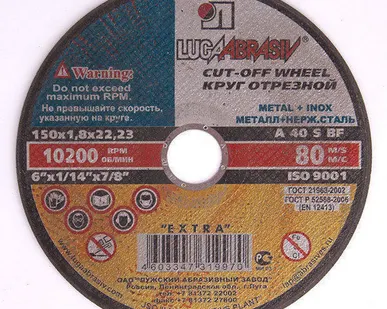 LUGAABRASIV
CUT-OFF WHEEL
КРУГ ОТРЕЗНОЙ
Warning:
Do not exceed
maximum RPM.
Не превышайте скорость,
указанную на круге.
METAL + INOX
МЕТАЛЛ+НЕРЖ.СТАЛЬ
150x1,8x22,23
A 40 S BF
10200 RPM
ОБ/МИН
80 M/S
М/С
6"x1/14"x7/8"
ISO 9001
ГОСТ 21963-2002
ГОСТ Р 52588-2006
(EN 12413)
"EXTRA"
4603347319970
ОАО "ЛУЖСКИЙ АБРАЗИВНЫЙ ЗАВОД"
Россия, Ленинградская обл., г. Луга